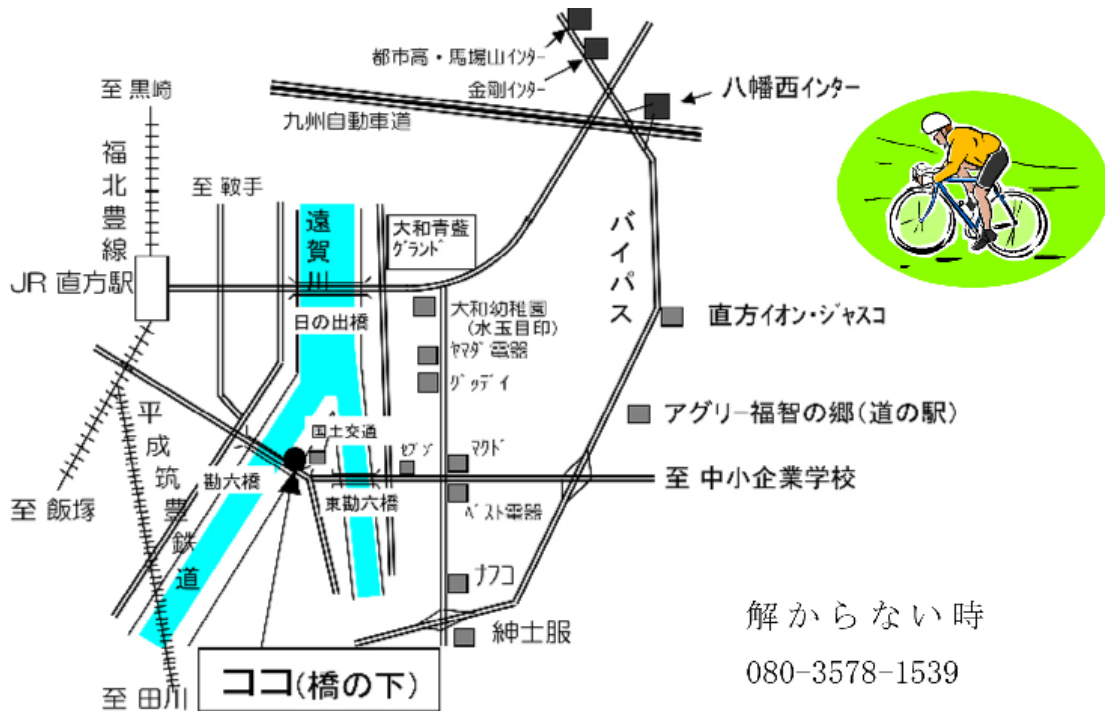 都市高・馬場山インター
金剛インター
八幡西インター
至 黒崎
九州自動車道
福北豊線
至 鞍手
遠賀川
大和青藍
グランド
バイパス
JR 直方駅
日の出橋
大和幼稚園
(水玉目印)
ヤマダ電器
グッデイ
直方イオン・ジャスコ
アグリー福智の郷(道の駅)
平成筑豊鉄道
国土交通
セブン
マクド
至 中小企業学校
至 飯塚
勘六橋
東勘六橋
ベスト電器
ナフコ
紳士服
ココ(橋の下)
至 田川
解からない時
080-3578-1539